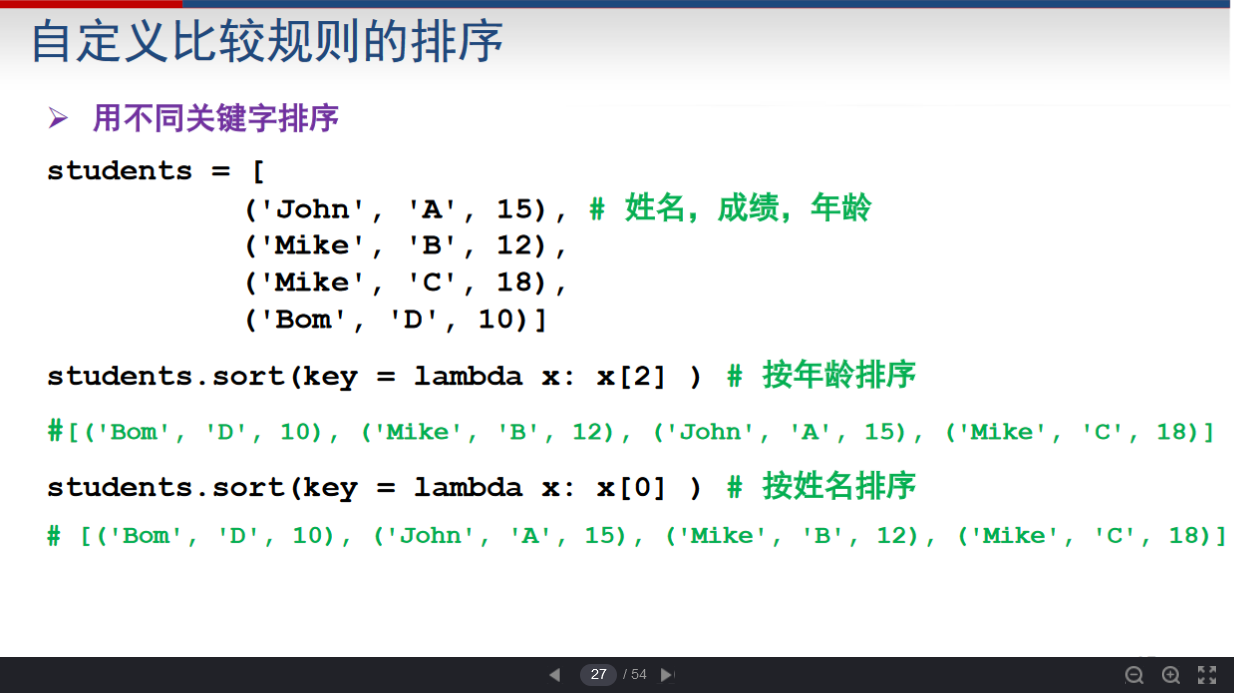 自定义比较规则的排序
用不同关键字排序
students = [
('John', 'A', 15), # 姓名，成绩，年龄
('Mike', 'B', 12),
('Mike', 'C', 18),
('Bom', 'D', 10)]
students.sort(key = lambda x: x[2] ) # 按年龄排序
#[('Bom', 'D', 10), ('Mike', 'B', 12), ('John', 'A', 15), ('Mike', 'C', 18)]
students.sort(key = lambda x: x[0] ) # 按姓名排序
# [('Bom', 'D', 10), ('John', 'A', 15), ('Mike', 'B', 12), ('Mike', 'C', 18)]
27 / 54